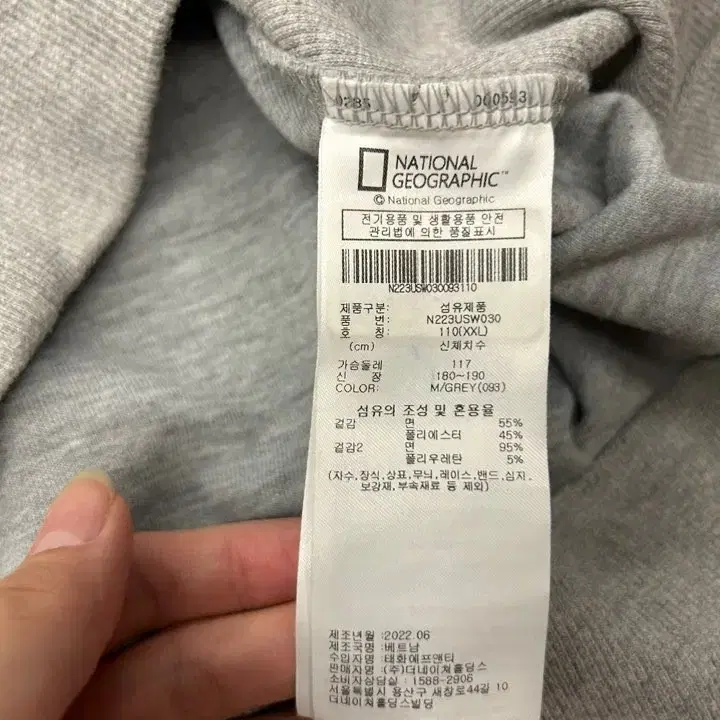 0285 000593
NATIONAL
GEOGRAPHIC™
© National Geographic
전기용품 및 생활용품 안전
관리법에 의한 품질표시
N223USW030093110
제품구분: 섬유제품
품 번: N223USW030
호 칭: 110(XXL)
(cm) 신체치수
가슴둘레 117
신 장 180~190
COLOR: M/GREY(093)
섬유의 조성 및 혼용율
겉감 면 55%
폴리에스터 45%
겉감2 면 95%
폴리우레탄 5%
(자수,장식,상표,무늬,레이스,밴드,심지,
보강재,부속재료 등 제외)
제조년월 :2022.06
제조국명 :베트남
수입자명 :태화에프앤티
판매자명 :(주)더네이쳐홀딩스
소비자상담실 : 1588-2906
서울특별시 용산구 새창로44길 10
더네이쳐홀딩스빌딩